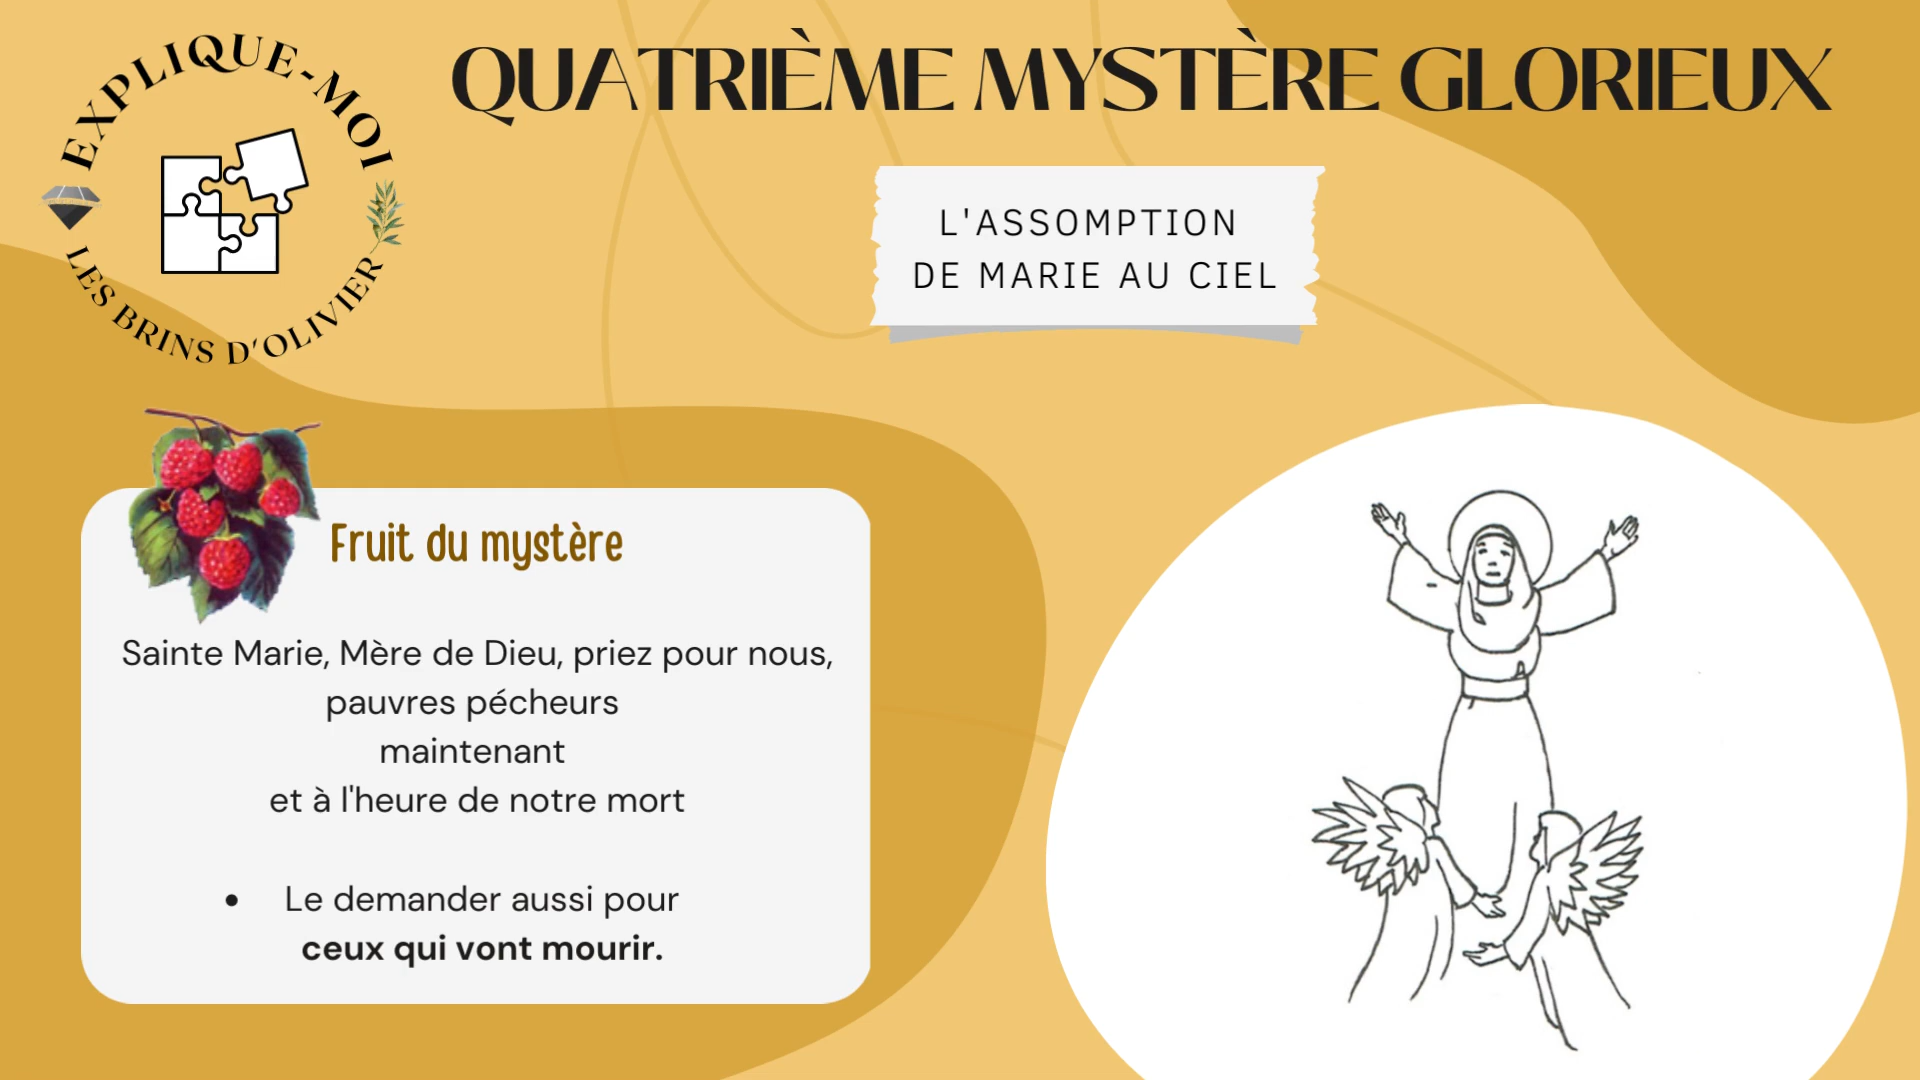 EXPLIQUE-MOI
LES BRINS D'OLIVIER
QUATRIÈME MYSTÈRE GLORIEUX
L'ASSOMPTION
DE MARIE AU CIEL
Fruit du mystère
Sainte Marie, Mère de Dieu, priez pour nous,
pauvres pécheurs
maintenant
et à l'heure de notre mort
• Le demander aussi pour
ceux qui vont mourir.